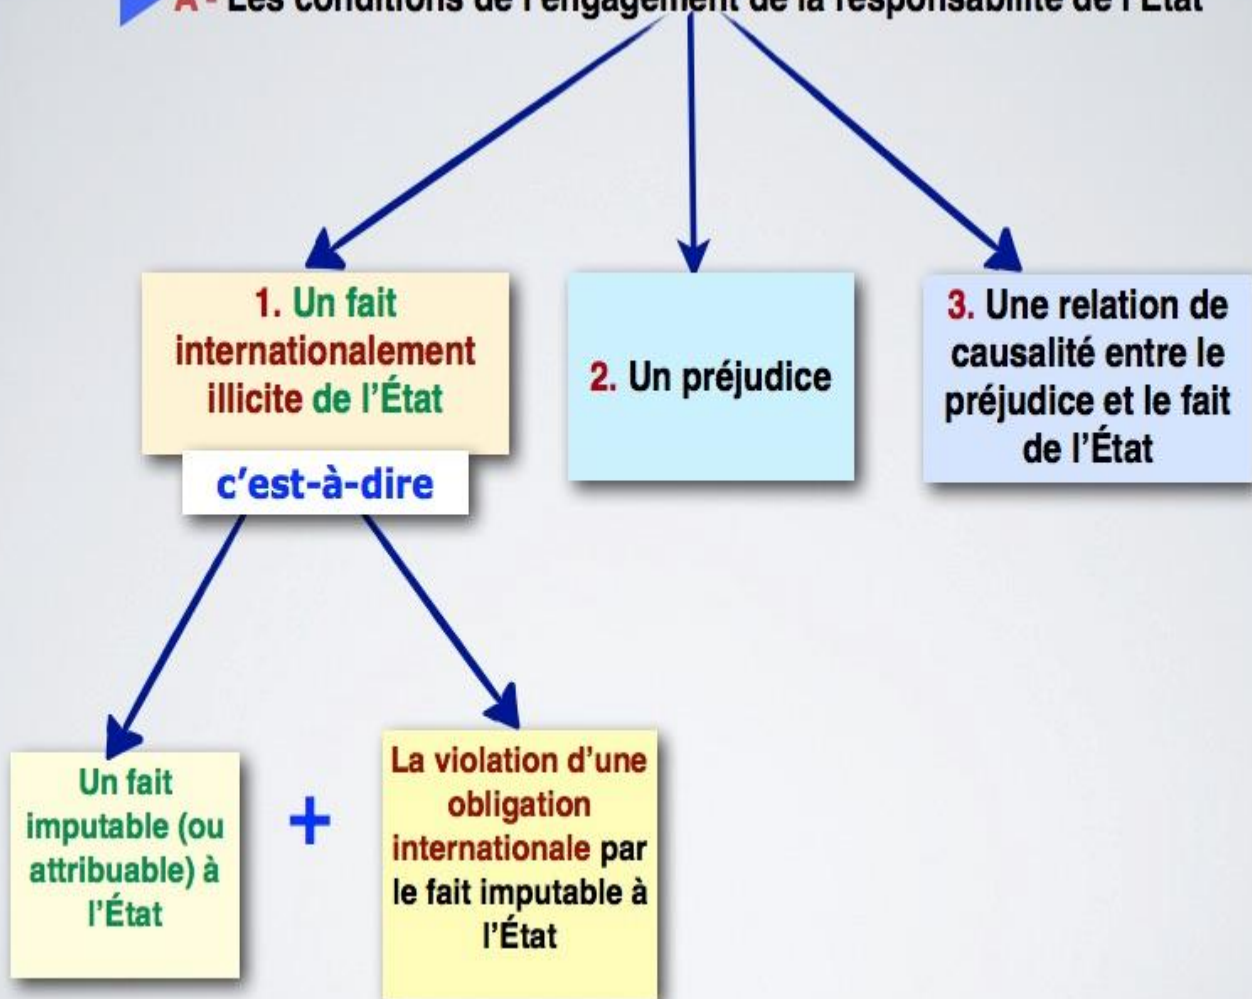 A - Les conditions de l'engagement de la responsabilité de l'État
1. Un fait
internationalement
illicite de l'État
c'est-à-dire
2. Un préjudice
3. Une relation de
causalité entre le
préjudice et le fait
de l'État
Un fait
imputable (ou
attribuable) à
l'État
+
La violation d'une
obligation
internationale par
le fait imputable à
l'État